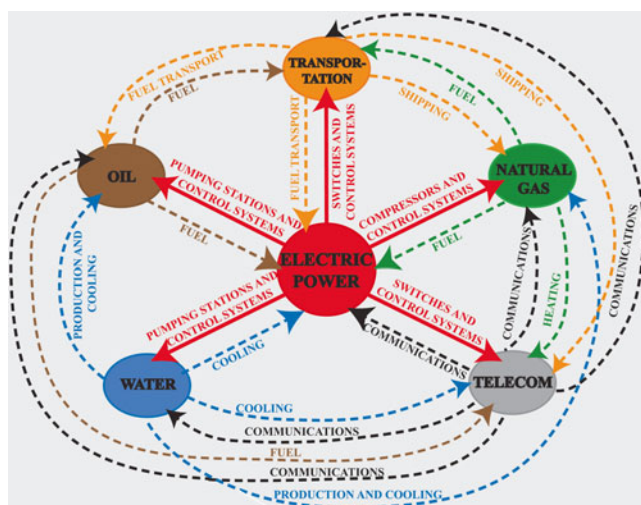 TRANSPOR-
TATION
FUEL TRANSPORT
FUEL
SHIPPING
FUEL
SHIPPING
OIL
NATURAL
GAS
PUMPING STATIONS AND
CONTROL SYSTEMS
FUEL TRANSPORT
SWITCHES AND
CONTROL SYSTEMS
COMPRESSORS AND
CONTROL SYSTEMS
COMMUNICATIONS
FUEL
FUEL
ELECTRIC
POWER
PRODUCTION AND
COOLING
PUMPING STATIONS AND
CONTROL SYSTEMS
SWITCHES AND
CONTROL SYSTEMS
COMMUNICATIONS
HEATING
COOLING
COMMUNICATIONS
WATER
TELECOM
COOLING
COMMUNICATIONS
FUEL
COMMUNICATIONS
PRODUCTION AND COOLING